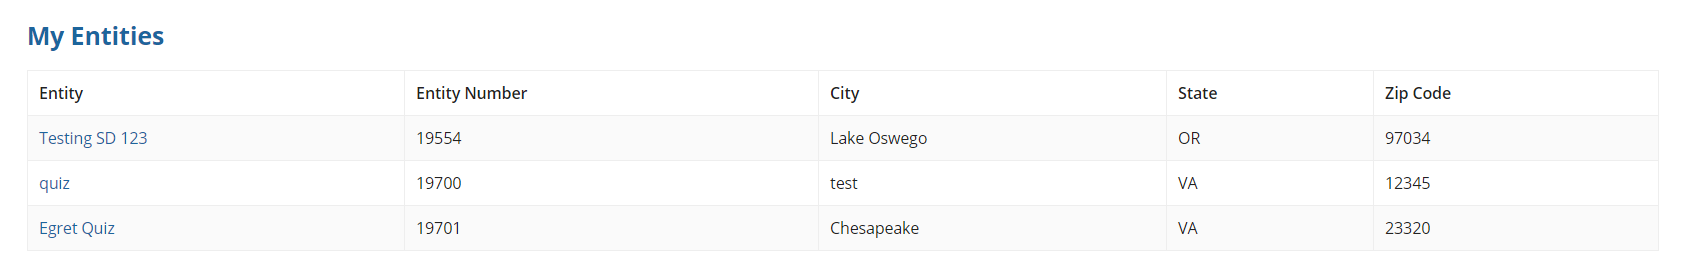 My Entities
Entity Entity Number City State Zip Code
Testing SD 123 19554 Lake Oswego OR 97034
quiz 19700 test VA 12345
Egret Quiz 19701 Chesapeake VA 23320